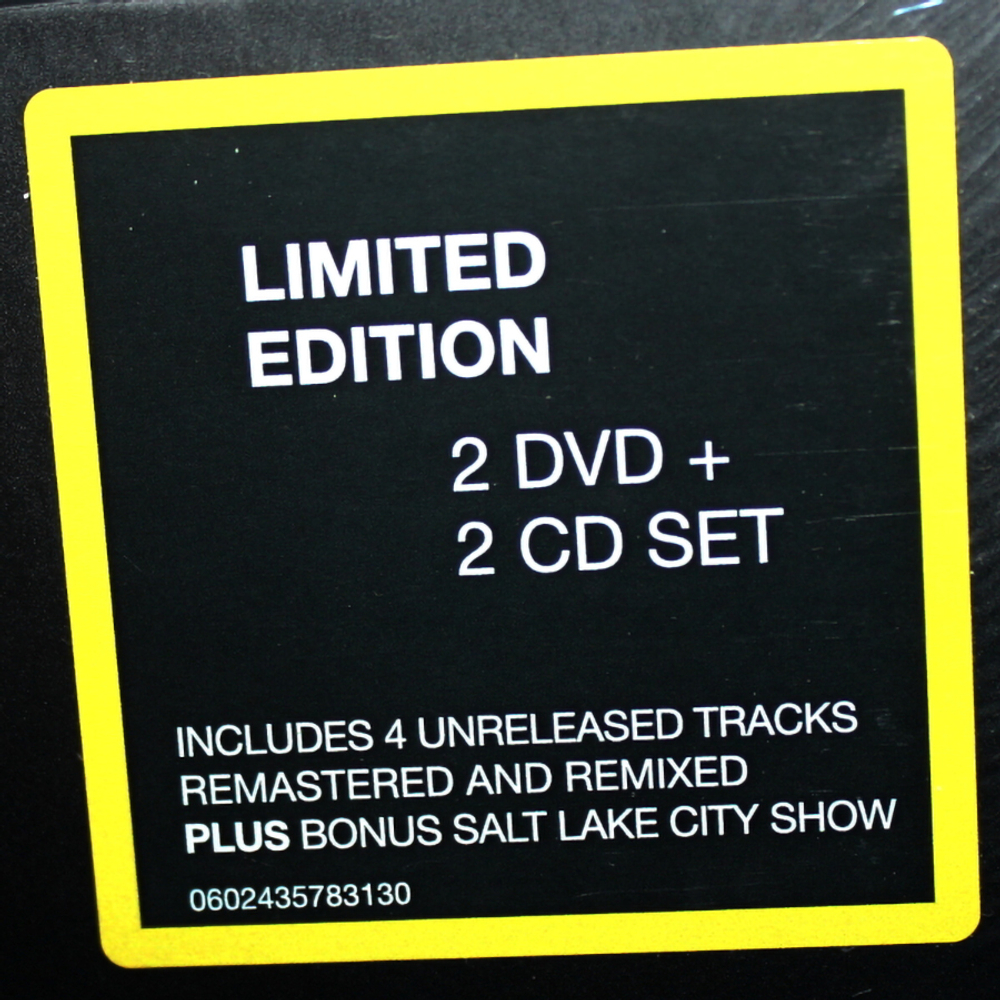 LIMITED
EDITION
2 DVD +
2 CD SET
INCLUDES 4 UNRELEASED TRACKS
REMASTERED AND REMIXED
PLUS BONUS SALT LAKE CITY SHOW
0602435783130